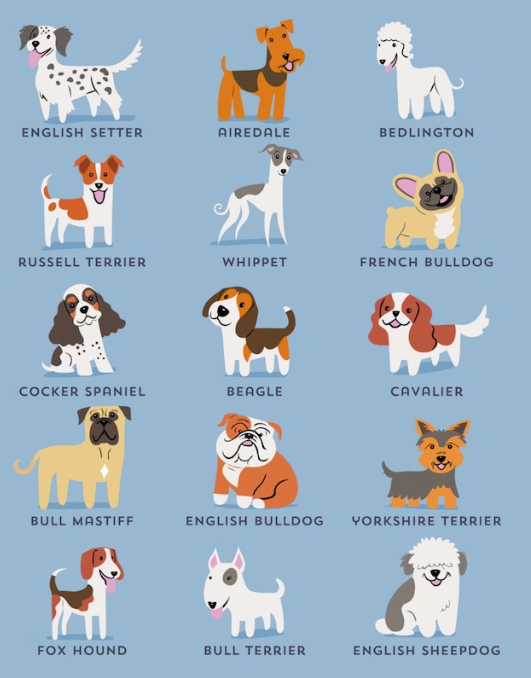 ENGLISH SETTER
AIREDALE
BEDLINGTON
RUSSELL TERRIER
WHIPPET
FRENCH BULLDOG
COCKER SPANIEL
BEAGLE
CAVALIER
BULL MASTIFF
ENGLISH BULLDOG
YORKSHIRE TERRIER
FOX HOUND
BULL TERRIER
ENGLISH SHEEPDOG